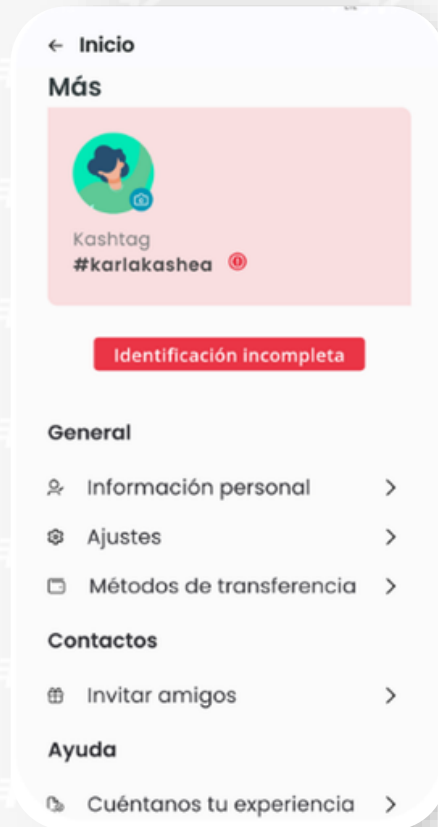 ← Inicio
Más
Kashtag
#karlakashea
Identificación incompleta
General
Información personal
Ajustes
Métodos de transferencia
Contactos
Invitar amigos
Ayuda
Cuéntanos tu experiencia